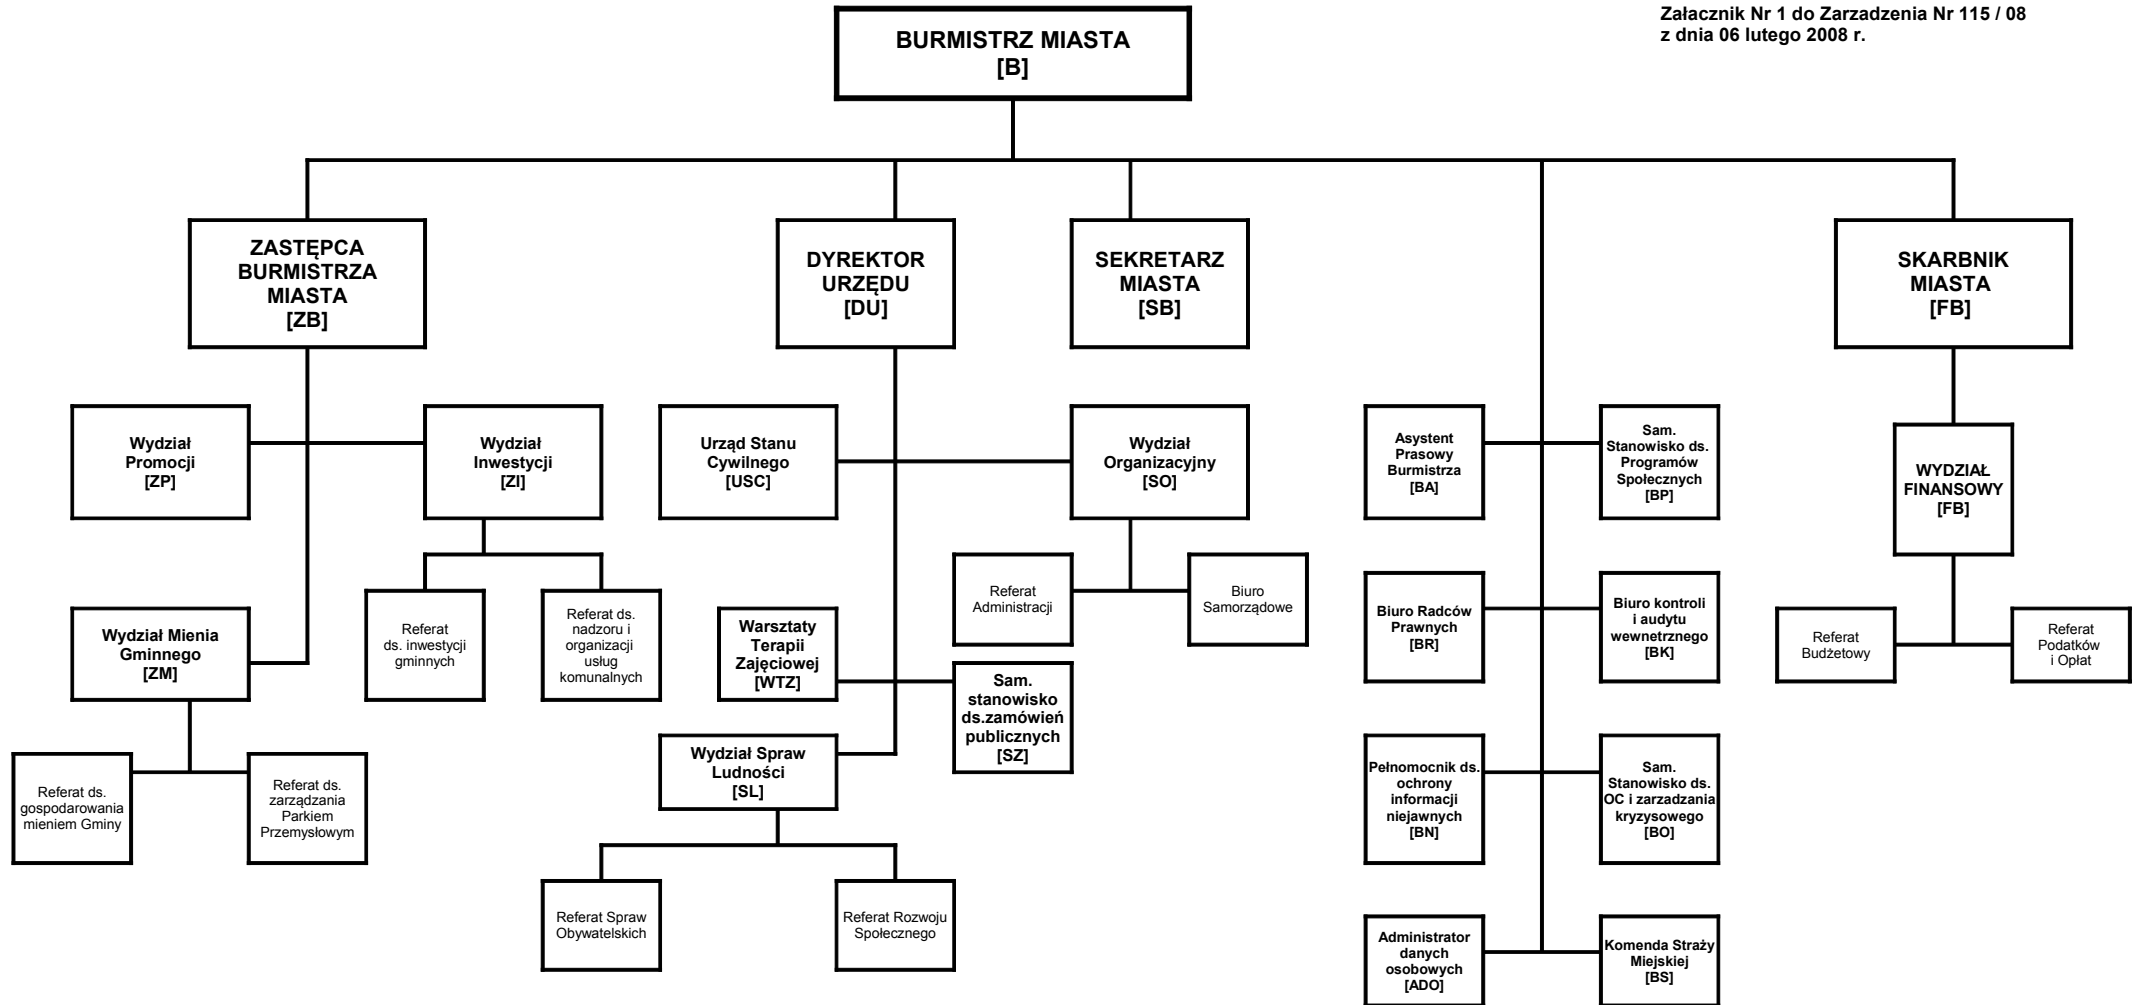 Załacznik Nr 1 do Zarzadzenia Nr 115 / 08
z dnia 06 lutego 2008 r.
BURMISTRZ MIASTA
[B]
ZASTĘPCA
BURMISTRZA
MIASTA
[ZB]
DYREKTOR
URZĘDU
[DU]
SEKRETARZ
MIASTA
[SB]
SKARBNIK
MIASTA
[FB]
Wydział
Promocji
[ZP]
Wydział
Inwestycji
[ZI]
Urząd Stanu
Cywilnego
[USC]
Wydział
Organizacyjny
[SO]
Asystent
Prasowy
Burmistrza
[BA]
Sam.
Stanowisko ds.
Programów
Społecznych
[BP]
WYDZIAŁ
FINANSOWY
[FB]
Wydział Mienia
Gminnego
[ZM]
Referat
ds. inwestycji
gminnych
Referat ds.
nadzoru i
organizacji
usług
komunalnych
Warsztaty
Terapii
Zajęciowej
[WTZ]
Referat
Administracji
Biuro
Samorządowe
Biuro Radców
Prawnych
[BR]
Biuro kontroli
i audytu
wewnetrznego
[BK]
Referat
Budżetowy
Referat
Podatków
i Opłat
Sam.
stanowisko
ds.zamówień
publicznych
[SZ]
Wydział Spraw
Ludności
[SL]
Referat ds.
gospodarowania
mieniem Gminy
Referat ds.
zarządzania
Parkiem
Przemysłowym
Pełnomocnik ds.
ochrony
informacji
niejawnych
[BN]
Sam.
Stanowisko ds.
OC i zarzadzania
kryzysowego
[BO]
Referat Spraw
Obywatelskich
Referat Rozwoju
Społecznego
Administrator
danych
osobowych
[ADO]
Komenda Straży
Miejskiej
[BS]